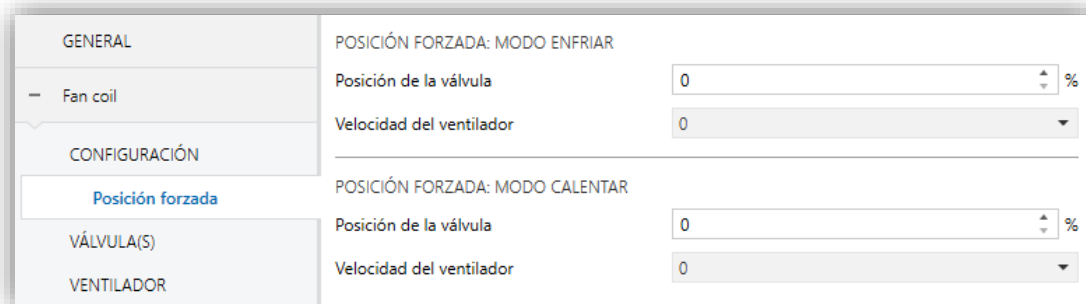 GENERAL
Fan coil
CONFIGURACIÓN
Posición forzada
VÁLVULA(S)
VENTILADOR
POSICIÓN FORZADA: MODO ENFRIAR
Posición de la válvula 0 %
Velocidad del ventilador 0
POSICIÓN FORZADA: MODO CALENTAR
Posición de la válvula 0 %
Velocidad del ventilador 0